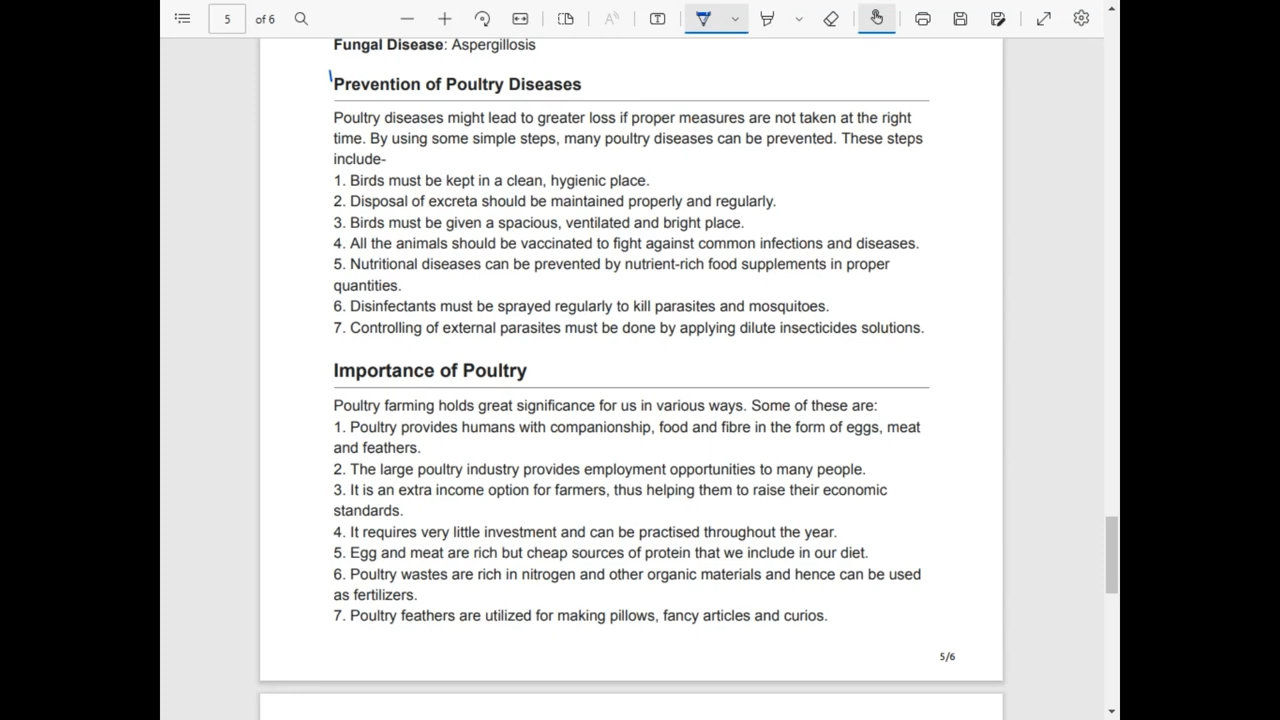 5 of 6
Fungal Disease: Aspergillosis
Prevention of Poultry Diseases
Poultry diseases might lead to greater loss if proper measures are not taken at the right
time. By using some simple steps, many poultry diseases can be prevented. These steps
include-
1. Birds must be kept in a clean, hygienic place.
2. Disposal of excreta should be maintained properly and regularly.
3. Birds must be given a spacious, ventilated and bright place.
4. All the animals should be vaccinated to fight against common infections and diseases.
5. Nutritional diseases can be prevented by nutrient-rich food supplements in proper
quantities.
6. Disinfectants must be sprayed regularly to kill parasites and mosquitoes.
7. Controlling of external parasites must be done by applying dilute insecticides solutions.
Importance of Poultry
Poultry farming holds great significance for us in various ways. Some of these are:
1. Poultry provides humans with companionship, food and fibre in the form of eggs, meat
and feathers.
2. The large poultry industry provides employment opportunities to many people.
3. It is an extra income option for farmers, thus helping them to raise their economic
standards.
4. It requires very little investment and can be practised throughout the year.
5. Egg and meat are rich but cheap sources of protein that we include in our diet.
6. Poultry wastes are rich in nitrogen and other organic materials and hence can be used
as fertilizers.
7. Poultry feathers are utilized for making pillows, fancy articles and curios.
5/6